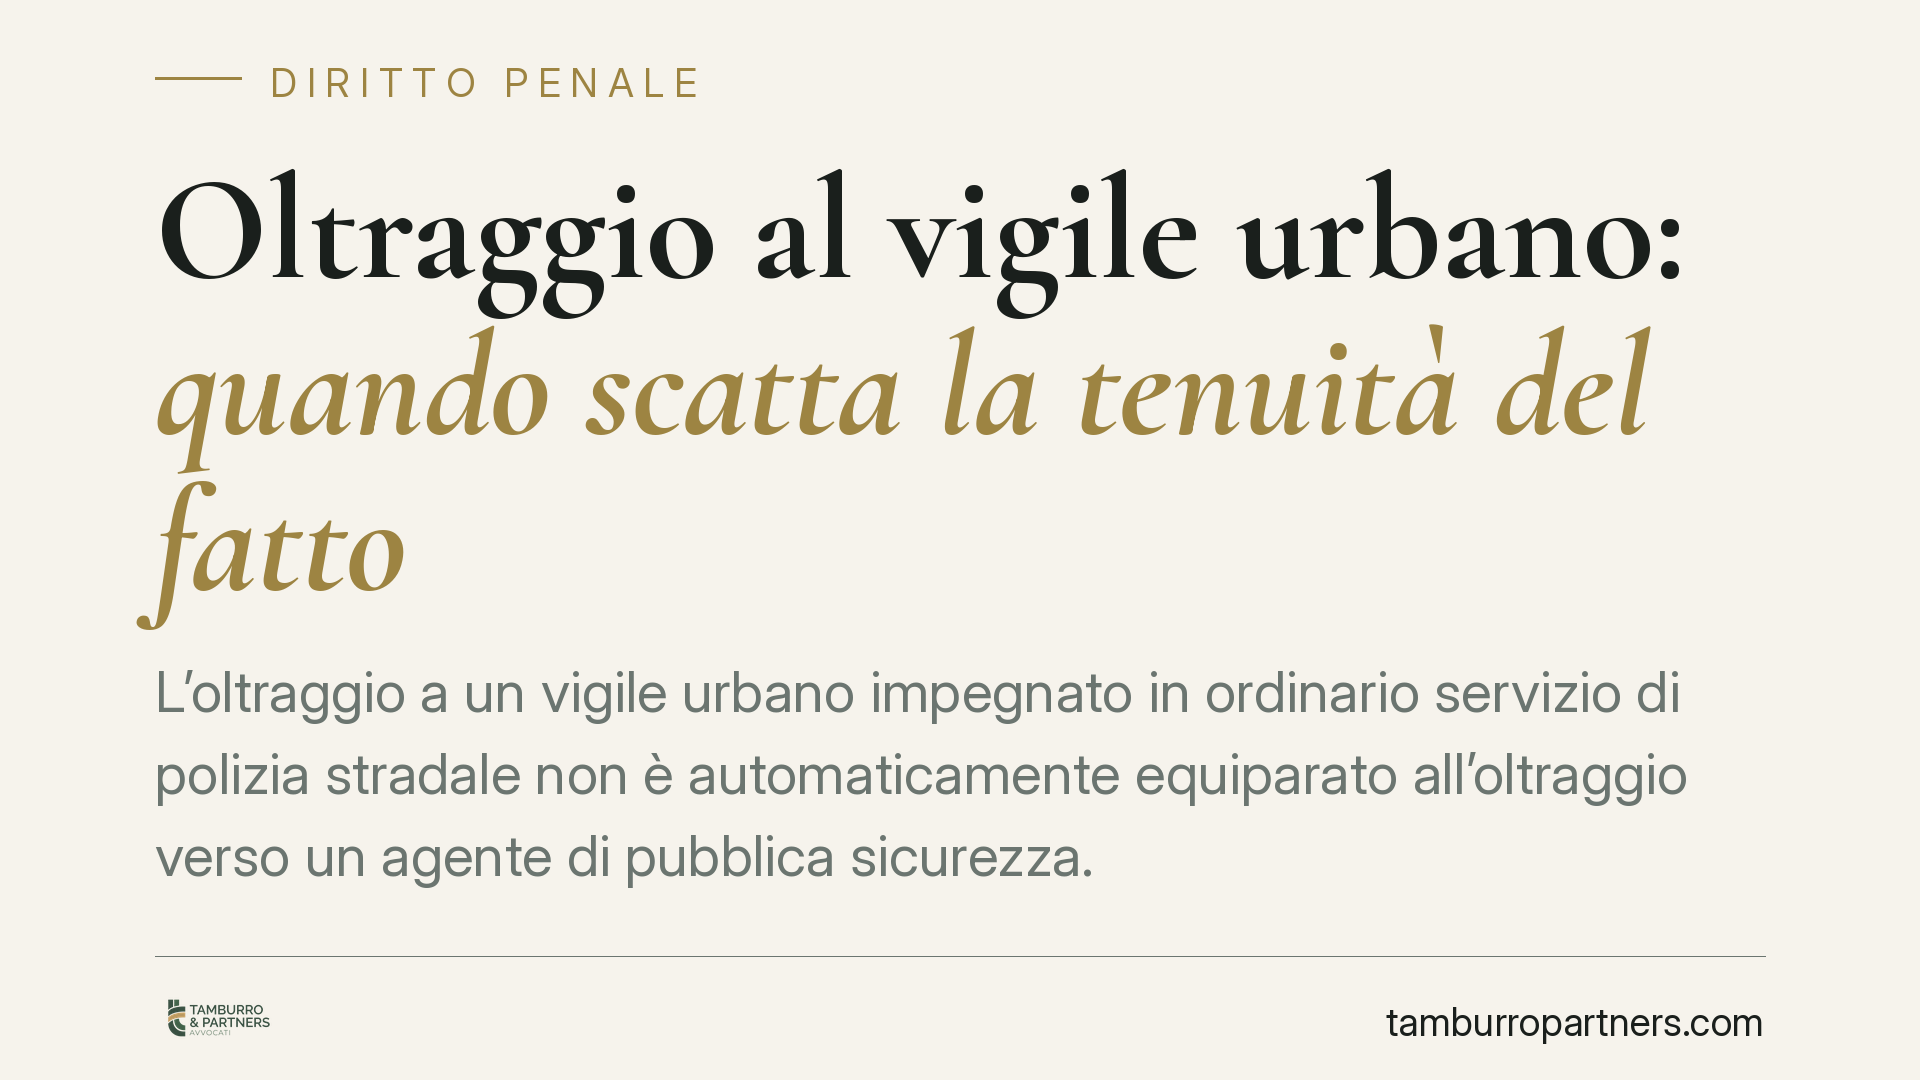 DIRITTO PENALE
Oltraggio al vigile urbano:
quando scatta la tenuità del
fatto
L’oltraggio a un vigile urbano impegnato in ordinario servizio di
polizia stradale non è automaticamente equiparato all’oltraggio
verso un agente di pubblica sicurezza.
TAMBURRO
& PARTNERS
AVVOCATI
tamburropartners.com